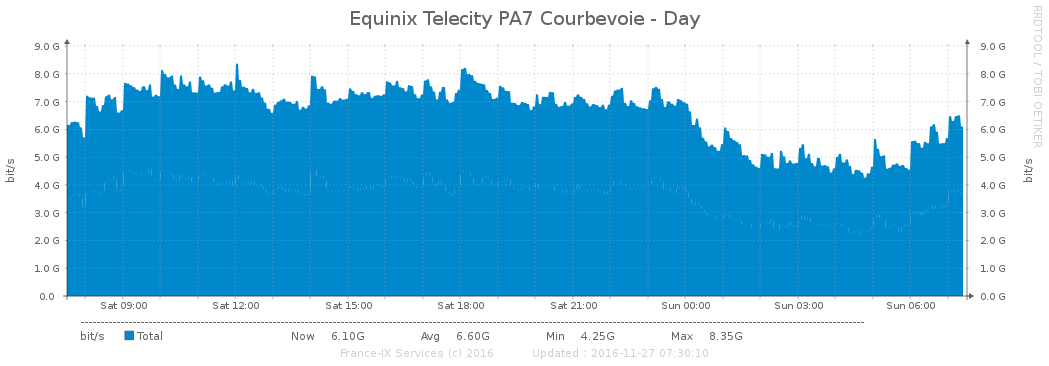 Equinix Telecity PA7 Courbevoie - Day
RRDTOOL / TOBI OETIKER
9.0 G 9.0 G
8.0 G 8.0 G
7.0 G 7.0 G
6.0 G 6.0 G
5.0 G 5.0 G
4.0 G 4.0 G
3.0 G 3.0 G
2.0 G 2.0 G
1.0 G 1.0 G
0.0 0.0 G
bit/s
bit/s
Sat 09:00 Sat 12:00 Sat 15:00 Sat 18:00 Sat 21:00 Sun 00:00 Sun 03:00 Sun 06:00
bit/s Total Now 6.10G Avg 6.60G Min 4.25G Max 8.35G
France-IX Services (c) 2016 Updated : 2016-11-27 07:30:10